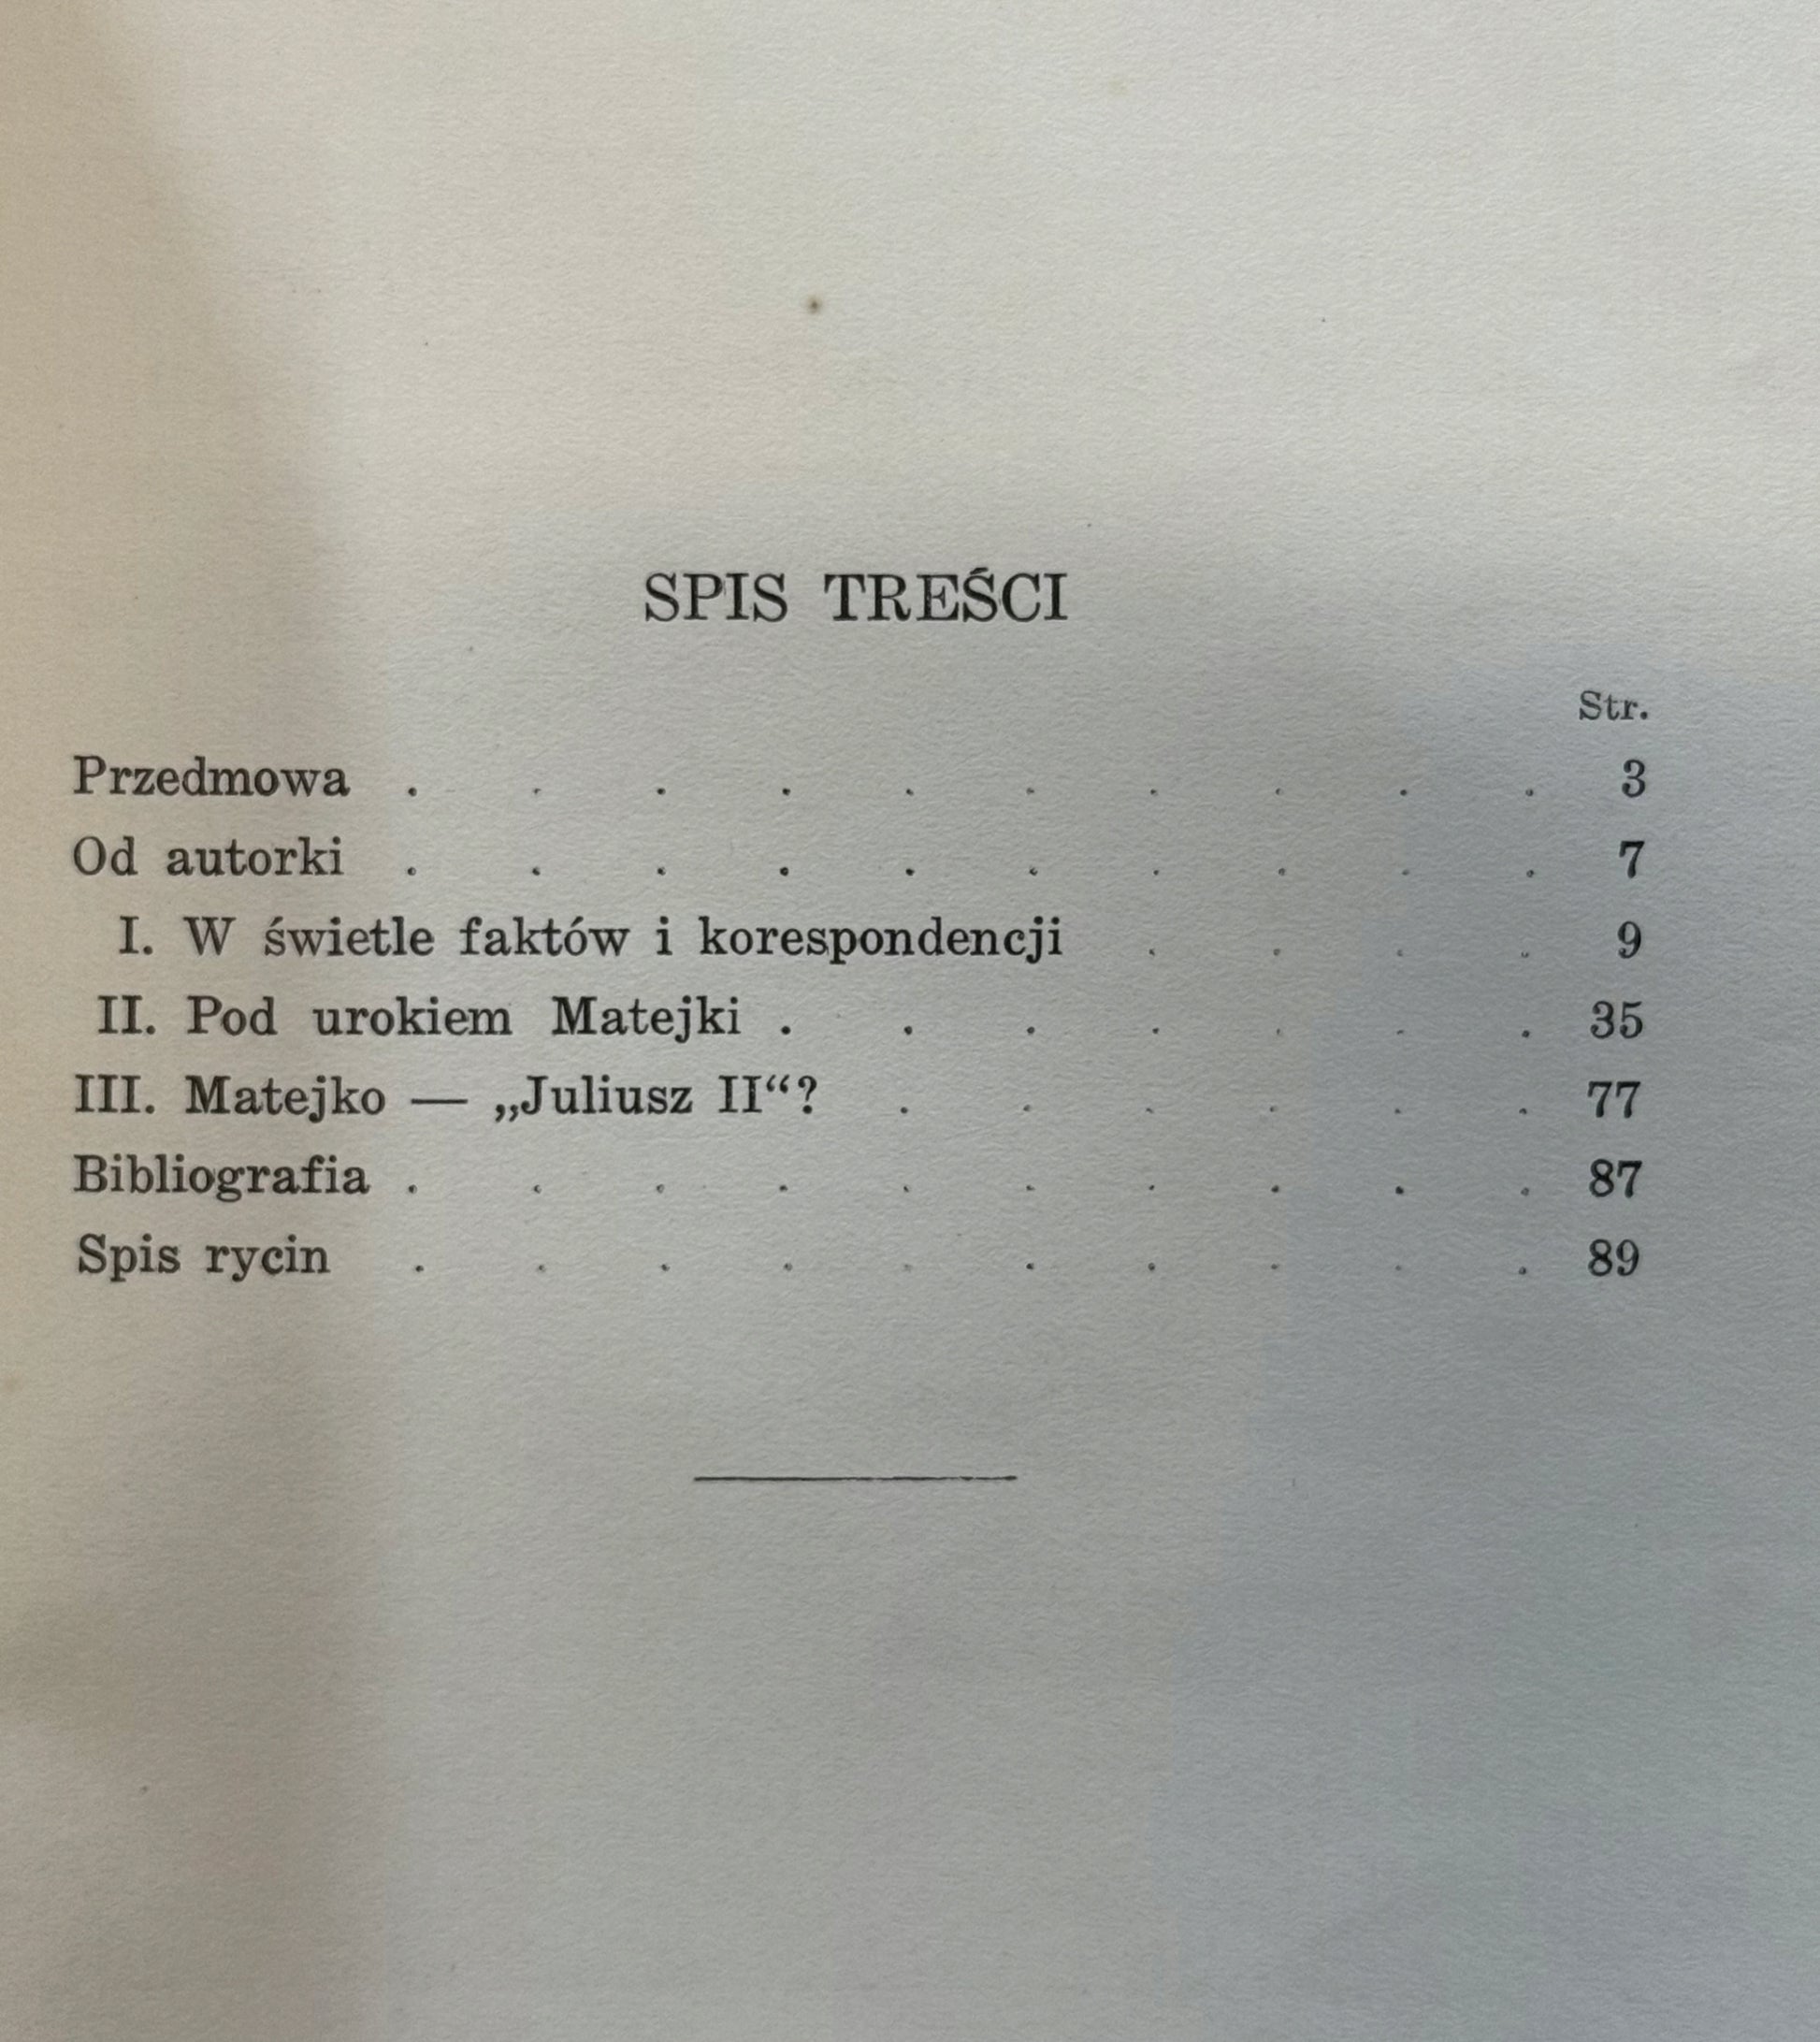 SPIS TREŚCI
Str.
Przedmowa . . . . . . . . . . 3
Od autorki . . . . . . . . . . 7
I. W świetle faktów i korespondencji . . . . 9
II. Pod urokiem Matejki . . . . . . . 35
III. Matejko — „Juliusz II“? . . . . . . 77
Bibliografia . . . . . . . . . . 87
Spis rycin . . . . . . . . . . 89